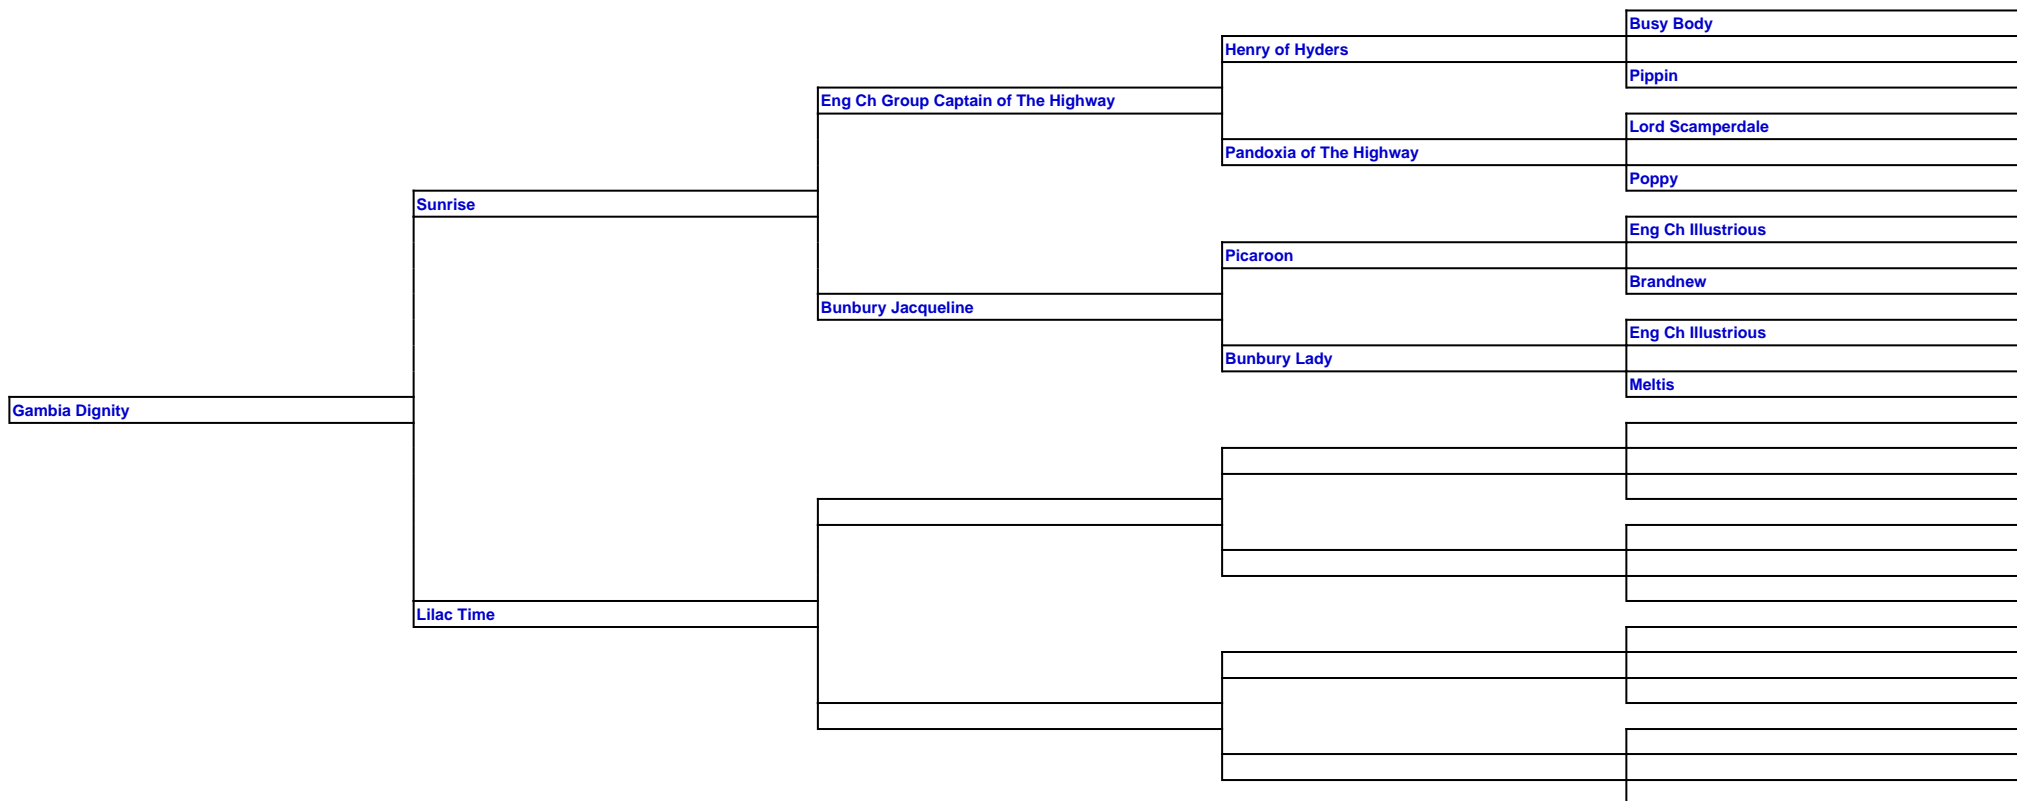 Busy Body
Henry of Hyders
Pippin
Eng Ch Group Captain of The Highway
Lord Scamperdale
Pandoxia of The Highway
Poppy
Sunrise
Eng Ch Illustrious
Picaroon
Brandnew
Bunbury Jacqueline
Eng Ch Illustrious
Bunbury Lady
Meltis
Gambia Dignity
Lilac Time